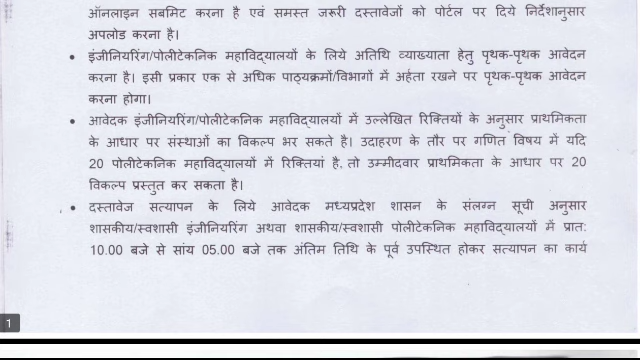 ऑनलाइन सबमिट करना है एवं समस्त जरूरी दस्तावेजों को पोर्टल पर दिये निर्देशानुसार
अपलोड करना है।
• इंजीनियरिंग/पोलीटेकनिक महाविद्यालयों के लिये अतिथि व्याख्याता हेतु पृथक-पृथक आवेदन
करना है। इसी प्रकार एक से अधिक पाठ्यक्रमों/विभागों में अर्हता रखने पर पृथक-पृथक आवेदन
करना होगा।
• आवेदक इंजीनियरिंग/पोलीटेकनिक महाविद्यालयों में उल्लेखित रिक्तियों के अनुसार प्राथमिकता
के आधार पर संस्थाओं का विकल्प भर सकते है। उदाहरण के तौर पर गणित विषय में यदि
20 पोलीटेकनिक महाविद्यालयों में रिक्तियां है, तो उम्मीदवार प्राथमिकता के आधार पर 20
विकल्प प्रस्तुत कर सकता है।
• दस्तावेज सत्यापन के लिये आवेदक मध्यप्रदेश शासन के संलग्न सूची अनुसार
शासकीय/स्वशासी इंजीनियरिंग अथवा शासकीय/स्वशासी पोलीटेकनिक महाविद्यालयों में प्रात:
10.00 बजे से सांय 05.00 बजे तक अंतिम तिथि के पूर्व उपस्थित होकर सत्यापन का कार्य
1